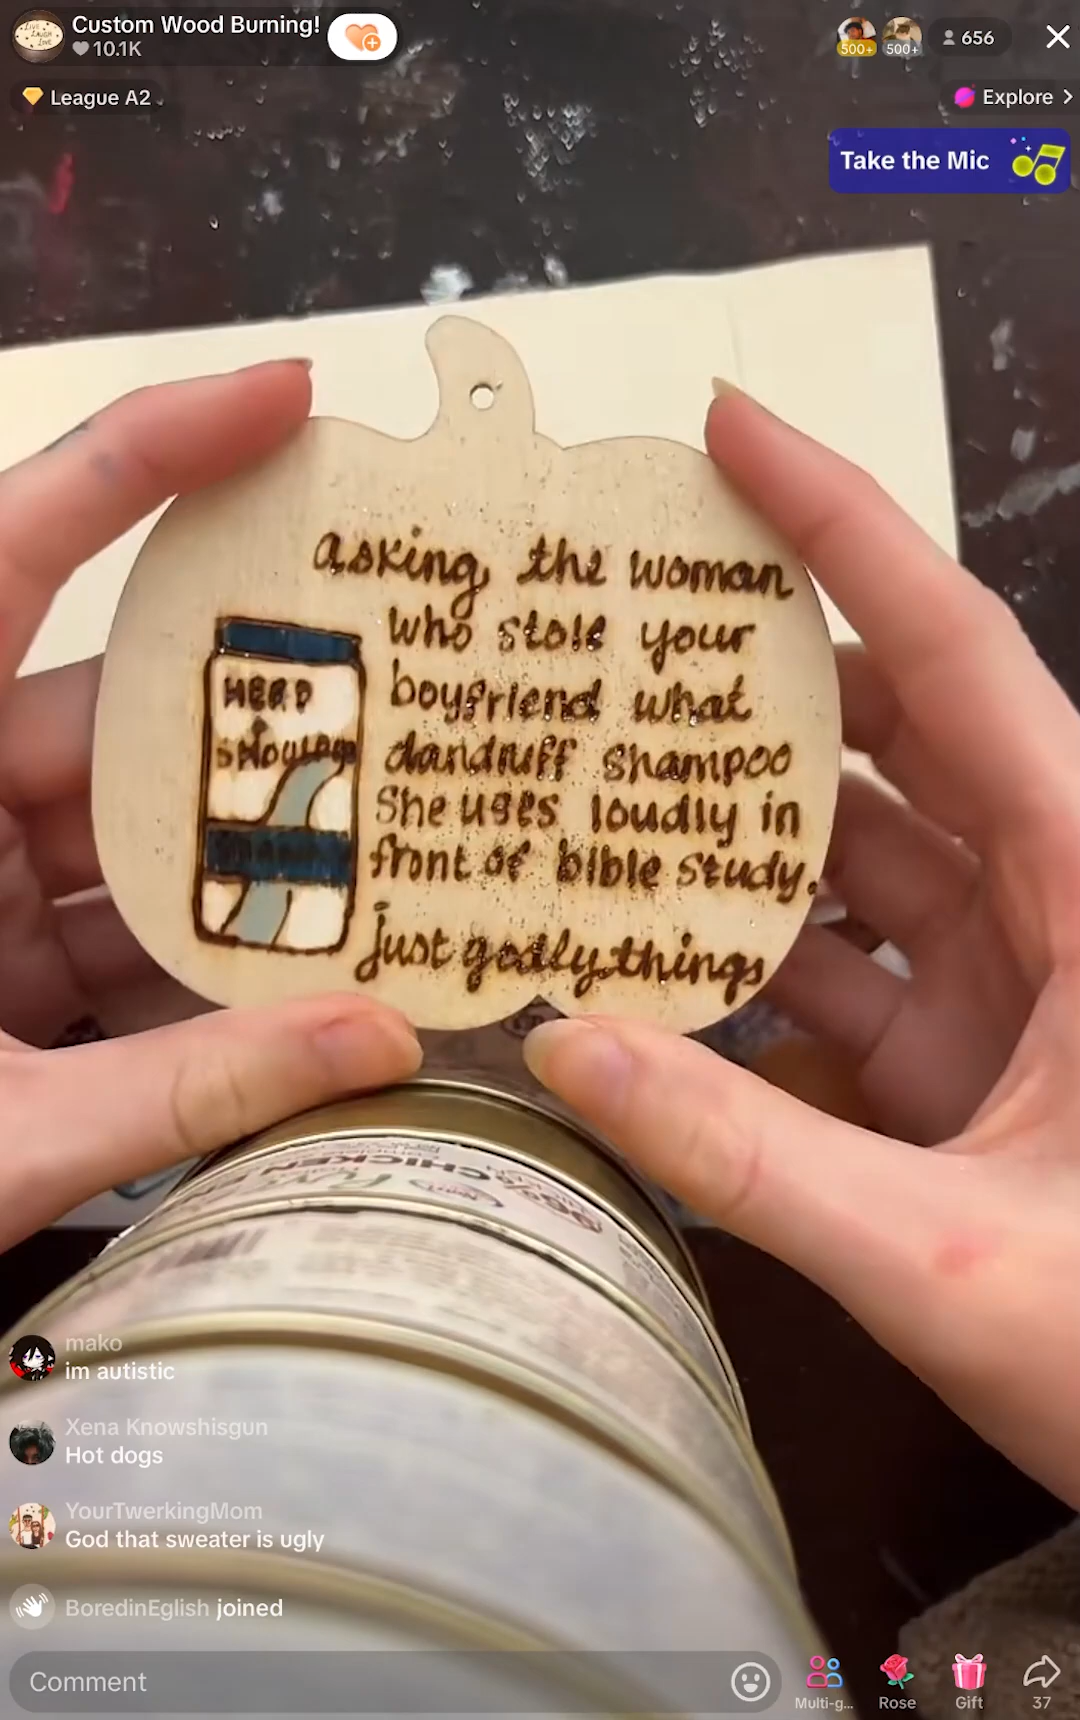 Custom Wood Burning!
10.1K
500+
500+
656
League A2
Explore
Take the Mic
asking the woman
who stole your
boyfriend what
dandruff shampoo
she uses loudly in
front of bible study.
just godly things
HEAD
SHOULDERS
CHICKEN
mako
im autistic
Xena Knowshisgun
Hot dogs
YourTwerkingMom
God that sweater is ugly
BoredinEglish joined
Comment
Multi-g...
Rose
Gift
37